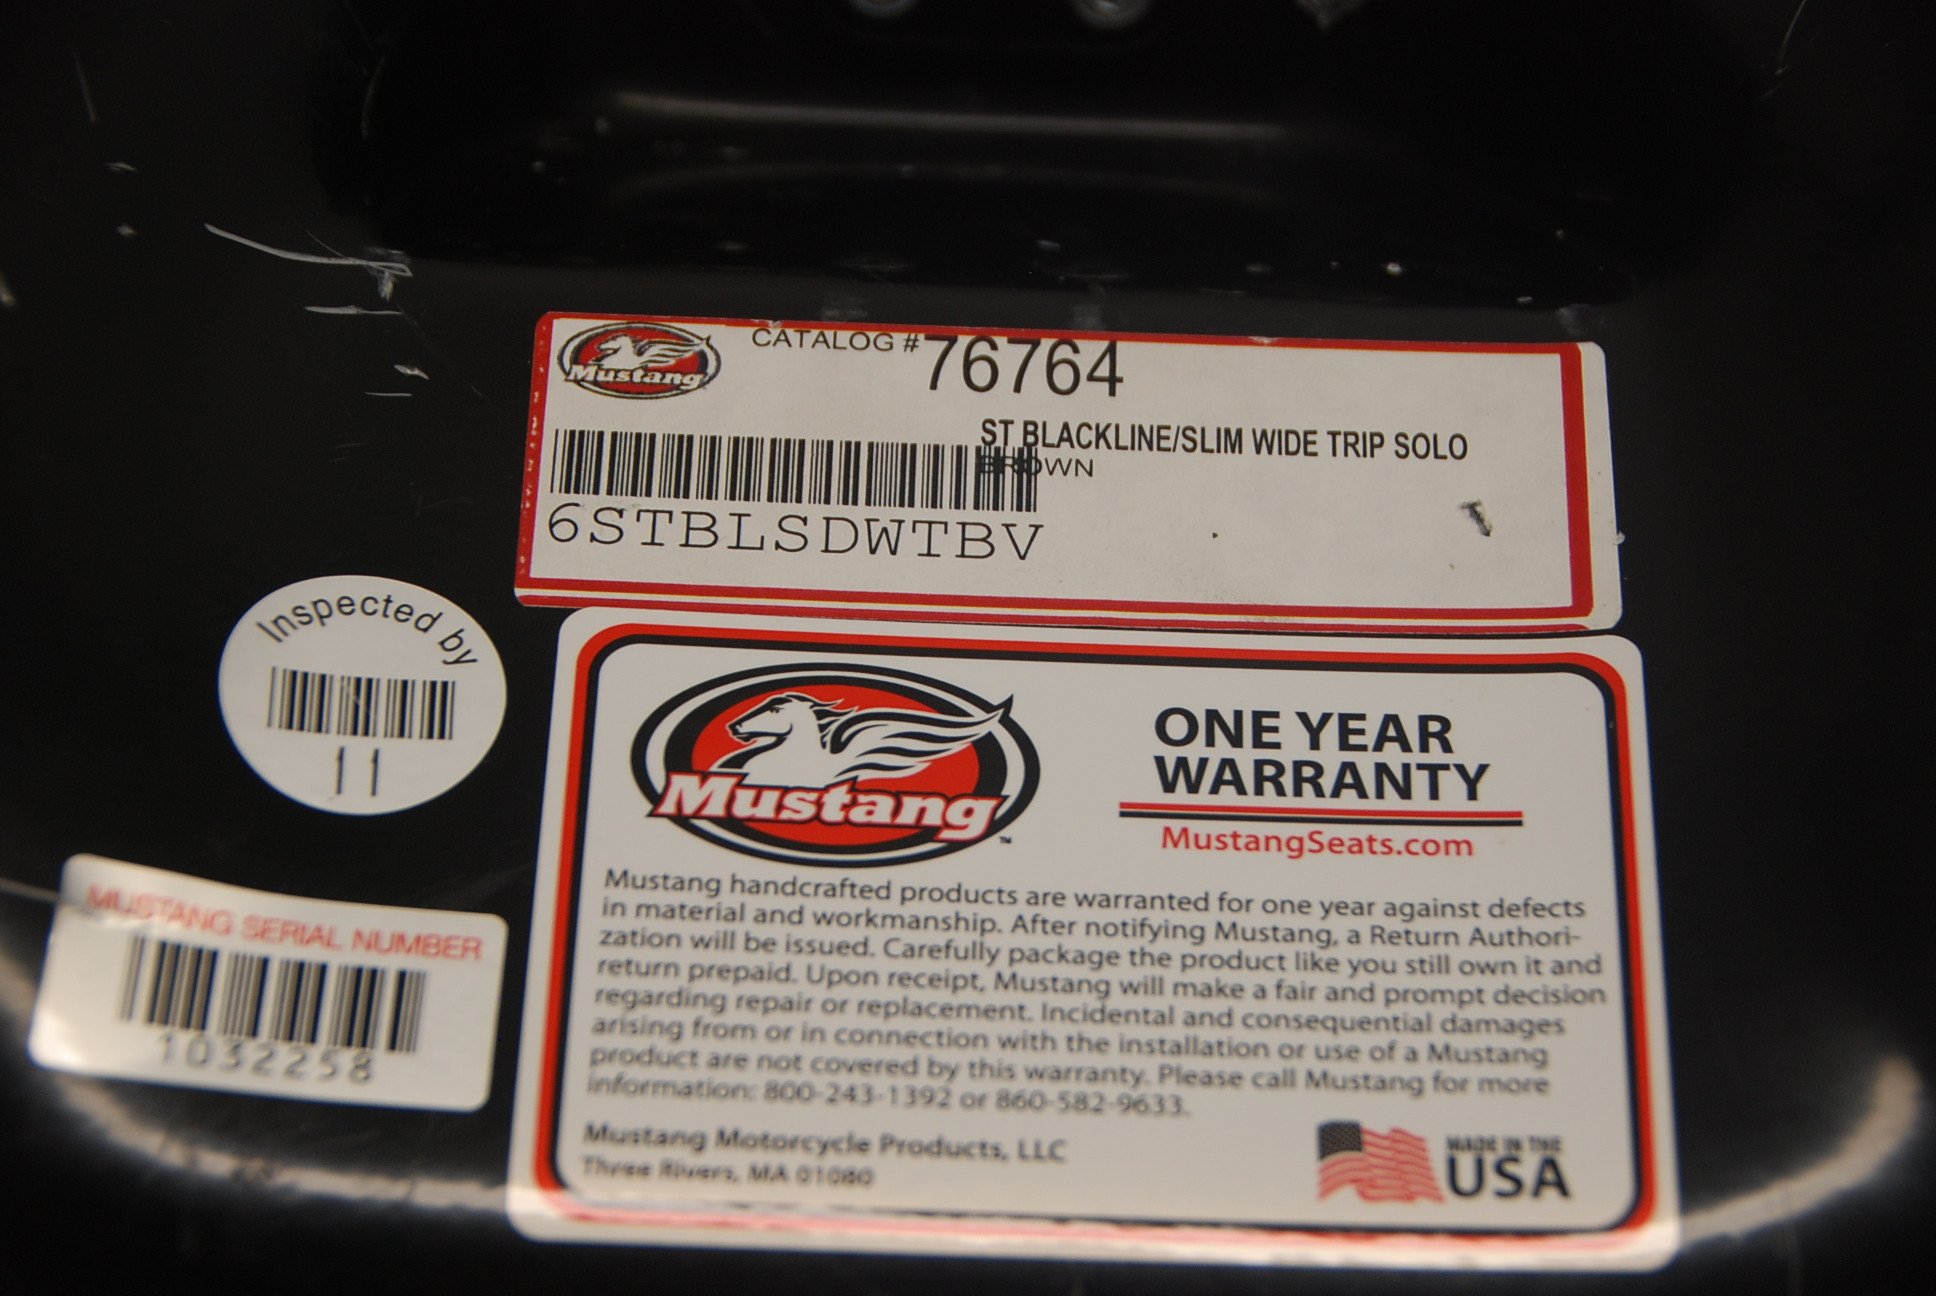 Mustang
CATALOG # 76764
ST BLACKLINE/SLIM WIDE TRIP SOLO
BROWN
6STBLSDWTBV
Inspected by
11
MUSTANG SERIAL NUMBER
1032258
Mustang™
ONE YEAR
WARRANTY
MustangSeats.com
Mustang handcrafted products are warranted for one year against defects
in material and workmanship. After notifying Mustang, a Return Authori-
zation will be issued. Carefully package the product like you still own it and
return prepaid. Upon receipt, Mustang will make a fair and prompt decision
regarding repair or replacement. Incidental and consequential damages
arising from or in connection with the installation or use of a Mustang
product are not covered by this warranty. Please call Mustang for more
information: 800-243-1392 or 860-582-9633.
Mustang Motorcycle Products, LLC
Three Rivers, MA 01080
MADE IN THE
USA